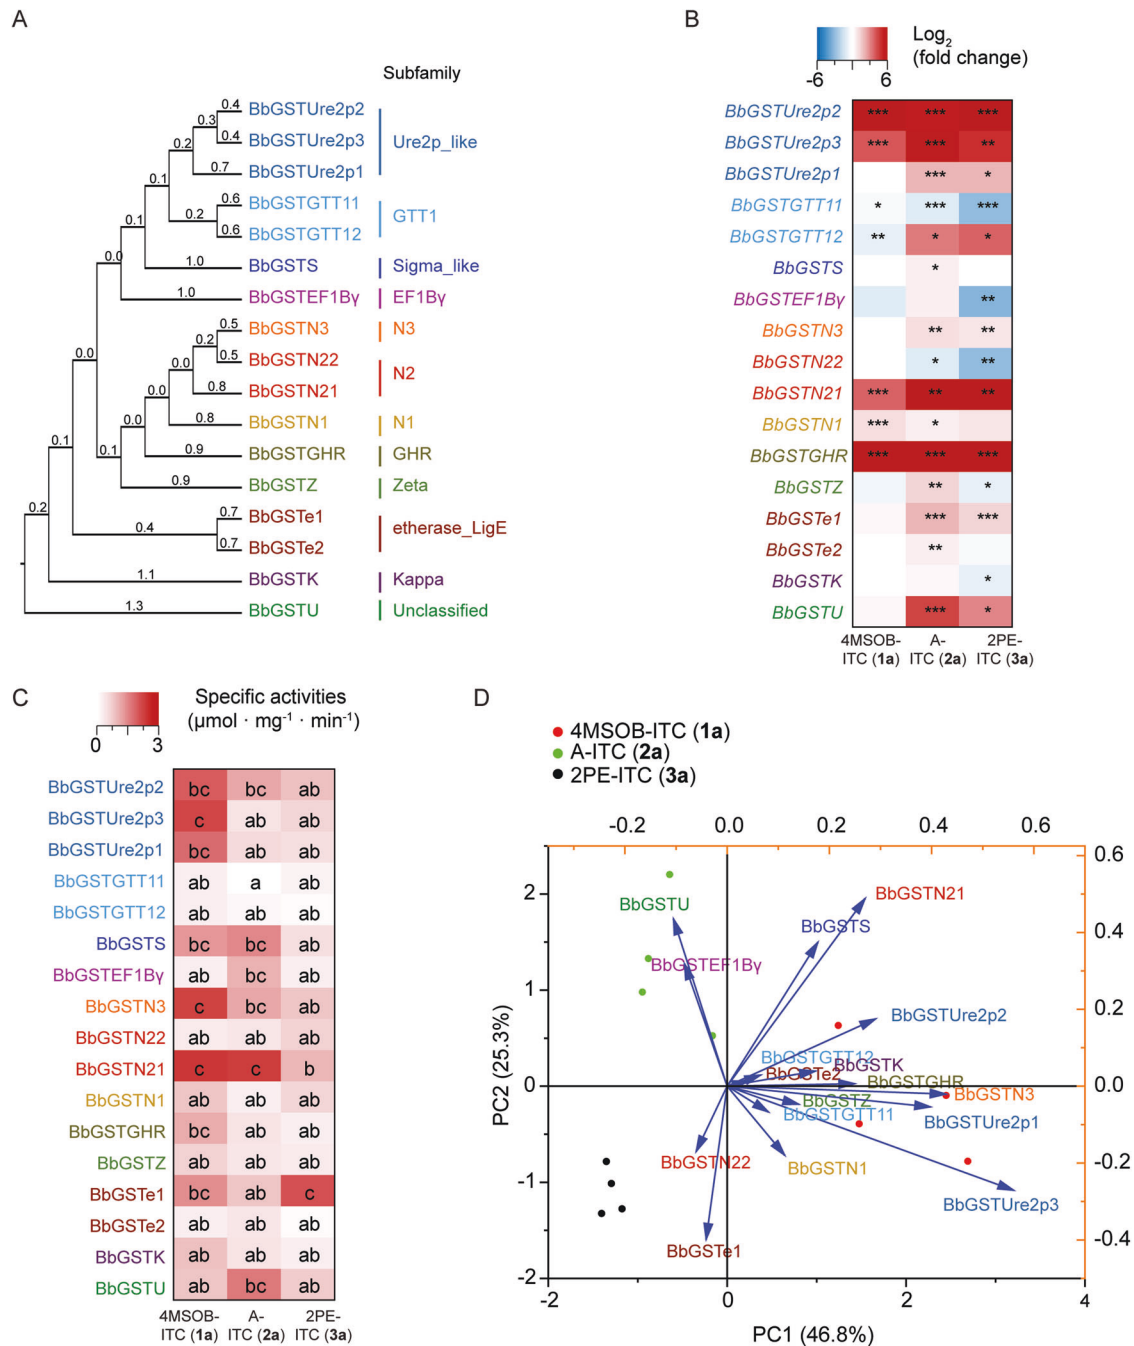 A
Subfamily
0.4
BbGSTUre2p2
0.3
0.4
BbGSTUre2p3
Ure2p_like
0.2
0.7
BbGSTUre2p1
0.1
0.6
BbGSTGTT11
0.2
GTT1
0.6
BbGSTGTT12
0.1
1.0
BbGSTS
Sigma_like
0.0
1.0
BbGSTEF1Bγ
EF1Bγ
0.5
BbGSTN3
N3
0.2
0.5
BbGSTN22
N2
0.0
0.8
BbGSTN21
0.0
0.0
0.8
BbGSTN1
N1
0.0
0.9
BbGSTGHR
GHR
0.1
0.1
0.9
BbGSTZ
Zeta
0.7
BbGSTe1
0.2
0.4
etherase_LigE
0.7
BbGSTe2
1.1
BbGSTK
Kappa
1.3
BbGSTU
Unclassified
B
Log2
(fold change)
-6 6
BbGSTUre2p2 *** *** ***
BbGSTUre2p3 *** *** **
BbGSTUre2p1 *** *
BbGSTGTT11 * *** ***
BbGSTGTT12 ** * *
BbGSTS *
BbGSTEF1Bγ **
BbGSTN3 ** **
BbGSTN22 * **
BbGSTN21 *** ** **
BbGSTN1 *** *
BbGSTGHR *** *** ***
BbGSTZ ** *
BbGSTe1 *** ***
BbGSTe2 **
BbGSTK *
BbGSTU *** *
4MSOB- A- 2PE-
ITC (1a) ITC (2a) ITC (3a)
C
Specific activities
(µmol · mg-1 · min-1)
0 3
BbGSTUre2p2 bc bc ab
BbGSTUre2p3 c ab ab
BbGSTUre2p1 bc ab ab
BbGSTGTT11 ab a ab
BbGSTGTT12 ab ab ab
BbGSTS bc bc ab
BbGSTEF1Bγ ab bc ab
BbGSTN3 c bc ab
BbGSTN22 ab ab ab
BbGSTN21 c c b
BbGSTN1 ab ab ab
BbGSTGHR bc ab ab
BbGSTZ ab ab ab
BbGSTe1 bc ab c
BbGSTe2 ab ab ab
BbGSTK ab ab ab
BbGSTU ab bc ab
4MSOB- A- 2PE-
ITC (1a) ITC (2a) ITC (3a)
D
4MSOB-ITC (1a)
A-ITC (2a)
2PE-ITC (3a)
-0.2 0.0 0.2 0.4 0.6
0.6
2
BbGSTU
BbGSTN21
BbGSTS
0.4
BbGSTEF1Bγ
1
0.2
BbGSTUre2p2
BbGSTGTT12
BbGSTK
BbGSTe2
BbGSTGHR
0
0.0
BbGSTZ
BbGSTN3
BbGSTGTT11
BbGSTUre2p1
BbGSTN22
BbGSTN1
-0.2
-1
BbGSTUre2p3
BbGSTe1
-0.4
-2
-2 0 2 4
PC2 (25.3%)
PC1 (46.8%)